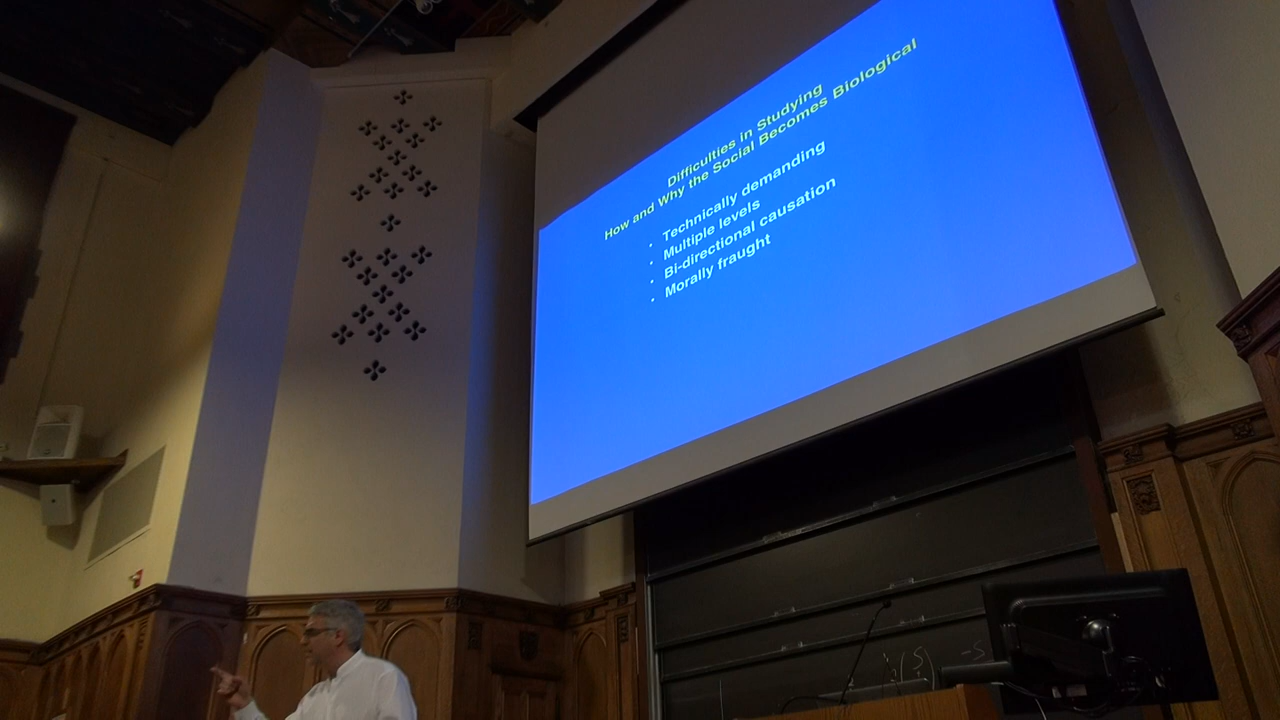 Difficulties in Studying
How and Why the Social Becomes Biological
• Technically demanding
• Multiple levels
• Bi-directional causation
• Morally fraught